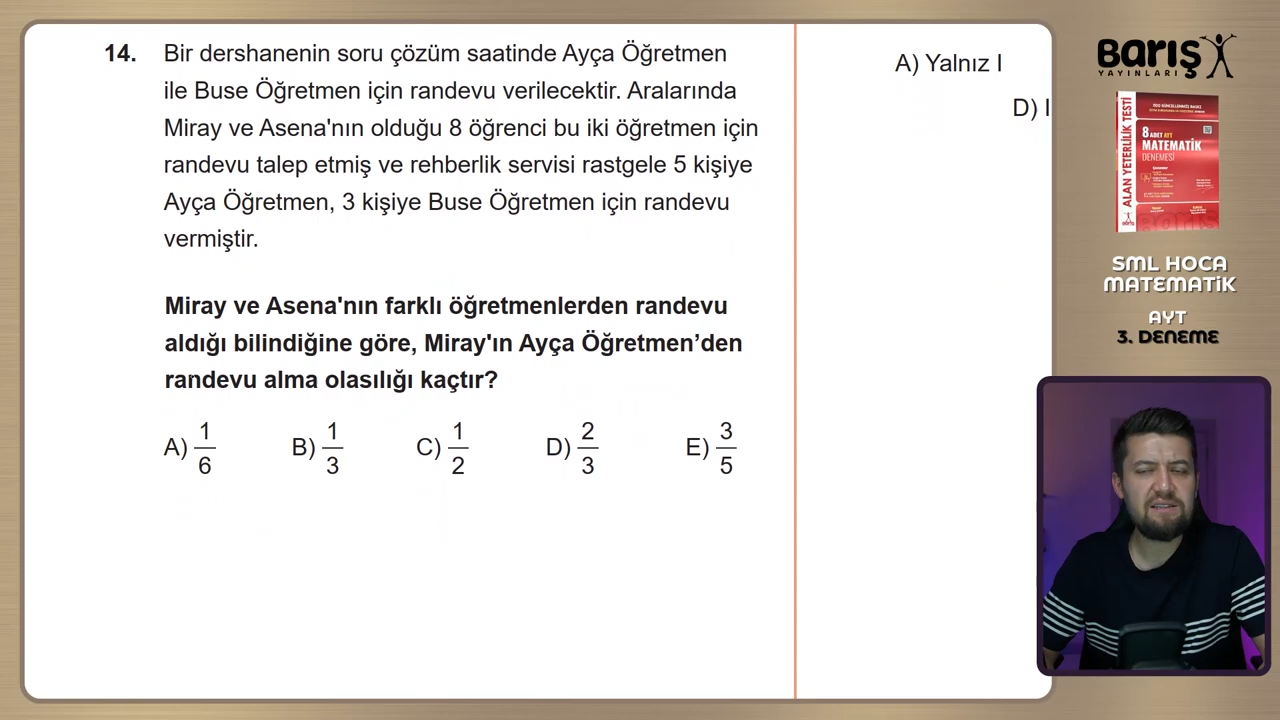 14. Bir dershanenin soru çözüm saatinde Ayça Öğretmen
ile Buse Öğretmen için randevu verilecektir. Aralarında
Miray ve Asena'nın olduğu 8 öğrenci bu iki öğretmen için
randevu talep etmiş ve rehberlik servisi rastgele 5 kişiye
Ayça Öğretmen, 3 kişiye Buse Öğretmen için randevu
vermiştir.
Miray ve Asena'nın farklı öğretmenlerden randevu
aldığı bilindiğine göre, Miray'ın Ayça Öğretmen’den
randevu alma olasılığı kaçtır?
A) 1/6 B) 1/3 C) 1/2 D) 2/3 E) 3/5
A) Yalnız I
D) I
BARIŞ
YAYINLARI
ALAN YETERLİLİK TESTİ
8 ADET AYT
MATEMATİK
DENEMESİ
SML HOCA
MATEMATİK
AYT
3. DENEME